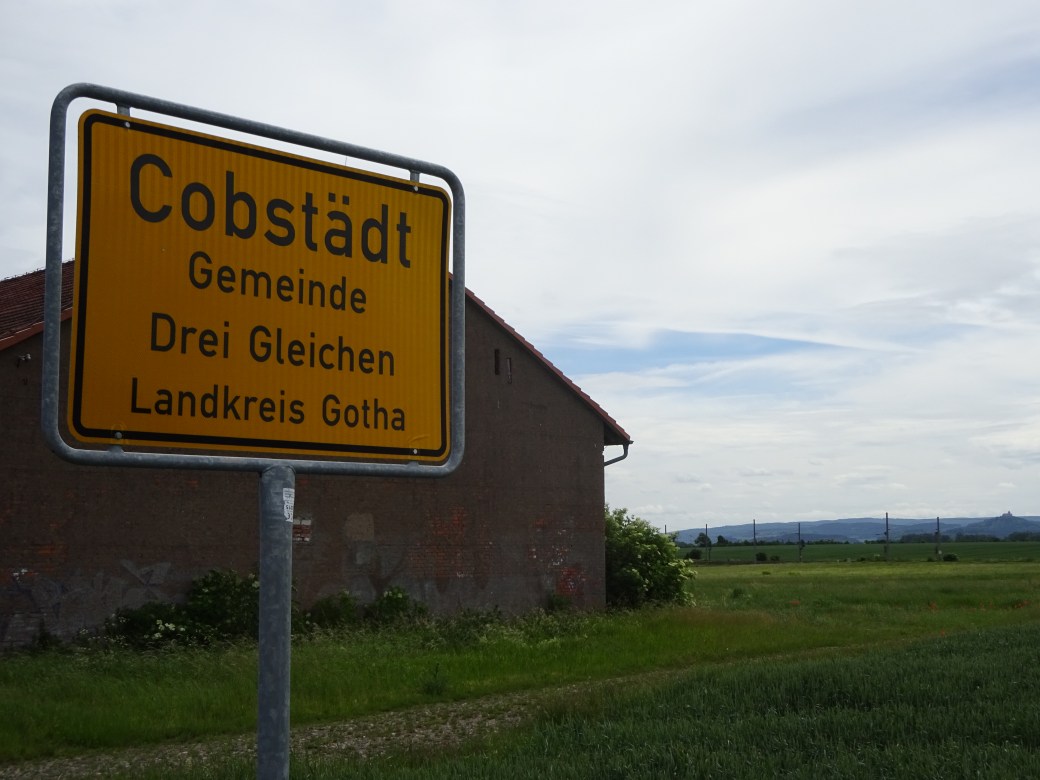 Cobstädt
Gemeinde
Drei Gleichen
Landkreis Gotha